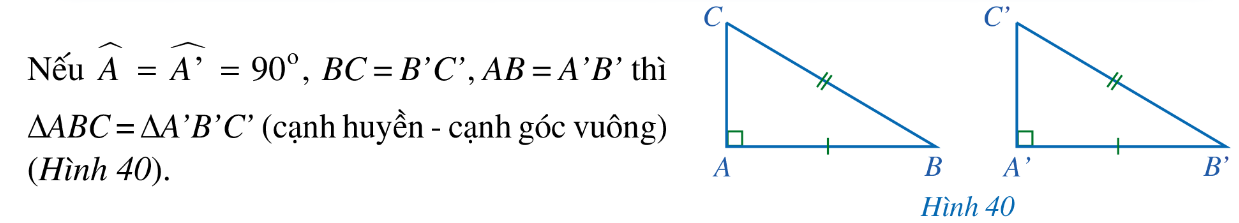 Nếu Â = Â’ = 90°, BC = B’C’, AB = A’B’ thì
ΔABC = ΔA’B’C’ (cạnh huyền - cạnh góc vuông)
(Hình 40).
C
A
B
C’
A’
B’
Hình 40